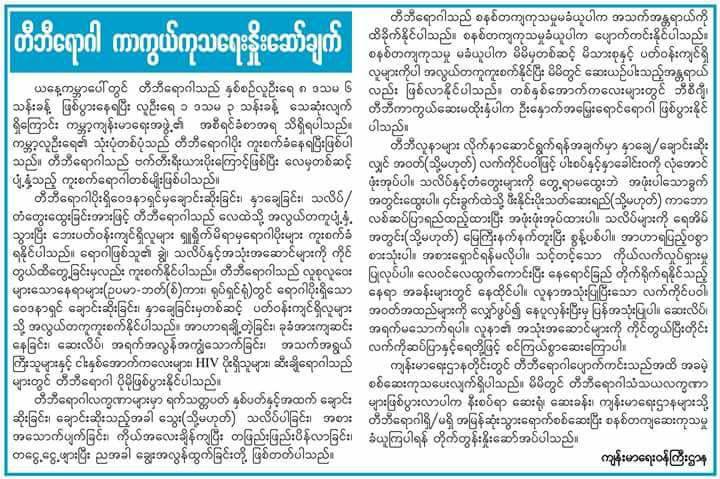 တီဘီရောဂါ ကာကွယ်ကုသရေးနှိုးဆော်ချက်
ယနေ့ကမ္ဘာပေါ်တွင် တီဘီရောဂါသည် နှစ်စဉ်လူဦးရေ ၈ ဒသမ ၆
သန်းခန့် ဖြစ်ပွားနေရပြီး လူဦးရေ ၁ ဒသမ ၃ သန်းခန့် သေဆုံးလျက်
ရှိကြောင်း ကမ္ဘာ့ကျန်းမာရေးအဖွဲ့၏ အစီရင်ခံစာအရ သိရှိရပါသည်။
ကမ္ဘာ့လူဦးရေ၏ သုံးပုံတစ်ပုံသည် တီဘီရောဂါပိုး ကူးစက်ခံနေရပြီးဖြစ်ပါ
သည်။ တီဘီရောဂါသည် ဗက်တီးရီးယားပိုးကြောင့်ဖြစ်ပြီး လေမှတစ်ဆင့်
ပျံ့နှံ့သည့် ကူးစက်ရောဂါတစ်မျိုးဖြစ်ပါသည်။
တီဘီရောဂါပိုးရှိဝေဒနာရှင်မှချောင်းဆိုးခြင်း၊ နှာချေခြင်း၊ သလိပ်/
တံတွေးထွေးခြင်းအားဖြင့် တီဘီရောဂါသည် လေထဲသို့ အလွယ်တကူပျံ့နှံ့
သွားပြီး ဘေးပတ်ဝန်းကျင်ရှိလူများ ရှူရှိုက်မိရာမှရောဂါပိုးများ ကူးစက်ခံ
ရနိုင်ပါသည်။ ရောဂါဖြစ်သူ၏ ချွဲ၊ သလိပ်နှင့်အသုံးအဆောင်များကို ကိုင်
တွယ်ထိတွေ့ခြင်းမှလည်း ကူးစက်နိုင်ပါသည်။ တီဘီရောဂါသည် လူစုလူဝေး
များသောနေရာများ(ဥပမာ-ဘတ်(စ်)ကား၊ ရုပ်ရှင်ရုံ)တွင် ရောဂါပိုးရှိသော
ဝေဒနာရှင် ချောင်းဆိုးခြင်း၊ နှာချေခြင်းမှတစ်ဆင့် ပတ်ဝန်းကျင်ရှိလူများ
သို့ အလွယ်တကူကူးစက်နိုင်ပါသည်။ အာဟာရချို့တဲ့ခြင်း၊ ခုခံအားကျဆင်း
နေခြင်း၊ ဆေးလိပ်၊ အရက်အလွန်အကျွံသောက်ခြင်း၊ အသက်အရွယ်
ကြီးသူများနှင့် ငါးနှစ်အောက်ကလေးများ၊ HIV ပိုးရှိသူများ၊ ဆီးချိုရောဂါသည်
များတွင် တီဘီရောဂါ ပိုမိုဖြစ်ပွားနိုင်ပါသည်။
တီဘီရောဂါလက္ခဏာများမှာ ရက်သတ္တပတ် နှစ်ပတ်နှင့်အထက် ချောင်း
ဆိုးခြင်း၊ ချောင်းဆိုးသည့်အခါ သွေး(သို့မဟုတ်) သလိပ်ပါခြင်း၊ အစား
အသောက်ပျက်ခြင်း၊ ကိုယ်အလေးချိန်ကျပြီး တဖြည်းဖြည်းပိန်လာခြင်း၊
တငွေ့ငွေ့ဖျားပြီး ညအခါ ချွေးအလွန်ထွက်ခြင်းတို့ ဖြစ်တတ်ပါသည်။
တီဘီရောဂါသည် စနစ်တကျကုသမှုမခံယူပါက အသက်အန္တရာယ်ကို
ထိခိုက်နိုင်ပါသည်။ စနစ်တကျကုသမှုခံယူပါက ပျောက်ကင်းနိုင်ပါသည်။
စနစ်တကျကုသမှု မခံယူပါက မိမိမှတစ်ဆင့် မိသားစုနှင့် ပတ်ဝန်းကျင်ရှိ
လူများကိုပါ အလွယ်တကူကူးစက်နိုင်ပြီး မိမိတွင် ဆေးယဉ်ပါးသည့်အန္တရာယ်
လည်း ဖြစ်လာနိုင်ပါသည်။ တစ်နှစ်အောက်ကလေးများတွင် ဘီစီဂျီ၊
တီဘီကာကွယ်ဆေးမထိုးနှံပါက ဦးနှောက်အမြှေးရောင်ရောဂါ ဖြစ်ပွားနိုင်
ပါသည်။
တီဘီလူနာများ လိုက်နာဆောင်ရွက်ရန်အချက်မှာ နှာချေ/ချောင်းဆိုး
လျှင် အဝတ်(သို့မဟုတ်) လက်ကိုင်ပဝါဖြင့် ပါးစပ်နှင့်နှာခေါင်းဝကို လုံအောင်
ဖုံးအုပ်ပါ။ သလိပ်နှင့်တံတွေးများကို တွေ့ရာမထွေးဘဲ အဖုံးပါသောခွက်
အတွင်းထွေးပါ။ ၎င်းခွက်ထဲသို့ ဖီးနိုင်းပိုးသတ်ဆေးရည်(သို့မဟုတ်) ကာဘော
လစ်ဆပ်ပြာရည်ထည့်ထားပြီး အဖုံးဖုံးအုပ်ထားပါ။ သလိပ်များကို ရေအိမ်
အတွင်း(သို့မဟုတ်) မြေကြီးနက်နက်တူးပြီး စွန့်ပစ်ပါ။ အာဟာရပြည့်ဝစွာ
စားသုံးပါ။ အစားရှောင်ရန်မလိုပါ။ သင့်တင့်သော ကိုယ်လက်လှုပ်ရှားမှု
ပြုလုပ်ပါ။ လေဝင်လေထွက်ကောင်းပြီး နေရောင်ခြည် တိုက်ရိုက်ရနိုင်သည့်
နေရာ အခန်းများတွင် နေထိုင်ပါ။ လူနာအသုံးပြုပြီးသော လက်ကိုင်ပဝါ၊
အဝတ်အထည်များကို လျှော်ဖွပ်၍ နေပူလှန်းပြီးမှ ပြန်အသုံးပြုပါ။ ဆေးလိပ်၊
အရက်မသောက်ရပါ။ လူနာ၏ အသုံးအဆောင်များကို ကိုင်တွယ်ပြီးတိုင်း
လက်ကိုဆပ်ပြာနှင့်ရေတို့ဖြင့် စင်ကြယ်စွာဆေးကြောပါ။
ကျန်းမာရေးဌာနတိုင်းတွင် တီဘီရောဂါပျောက်ကင်းသည်အထိ အခမဲ့
စစ်ဆေးကုသပေးလျက်ရှိပါသည်။ မိမိတွင် တီဘီရောဂါသံသယလက္ခဏာ
များဖြစ်ပွားလာပါက နီးစပ်ရာ ဆေးရုံ၊ ဆေးခန်း၊ ကျန်းမာရေးဌာနများသို့
တီဘီရောဂါရှိ/မရှိ အမြန်ဆုံးသွားရောက်စစ်ဆေးပြီး စနစ်တကျဆေးကုသမှု
ခံယူကြပါရန် တိုက်တွန်းနှိုးဆော်အပ်ပါသည်။
ကျန်းမာရေးဝန်ကြီးဌာန